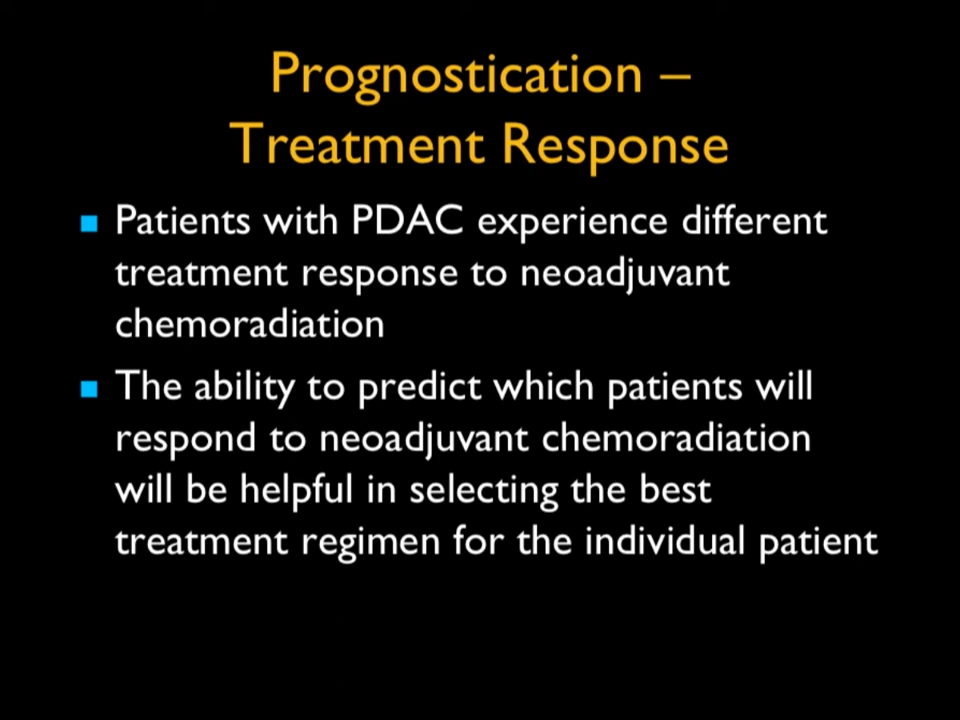 Prognostication –
Treatment Response
Patients with PDAC experience different
treatment response to neoadjuvant
chemoradiation
The ability to predict which patients will
respond to neoadjuvant chemoradiation
will be helpful in selecting the best
treatment regimen for the individual patient